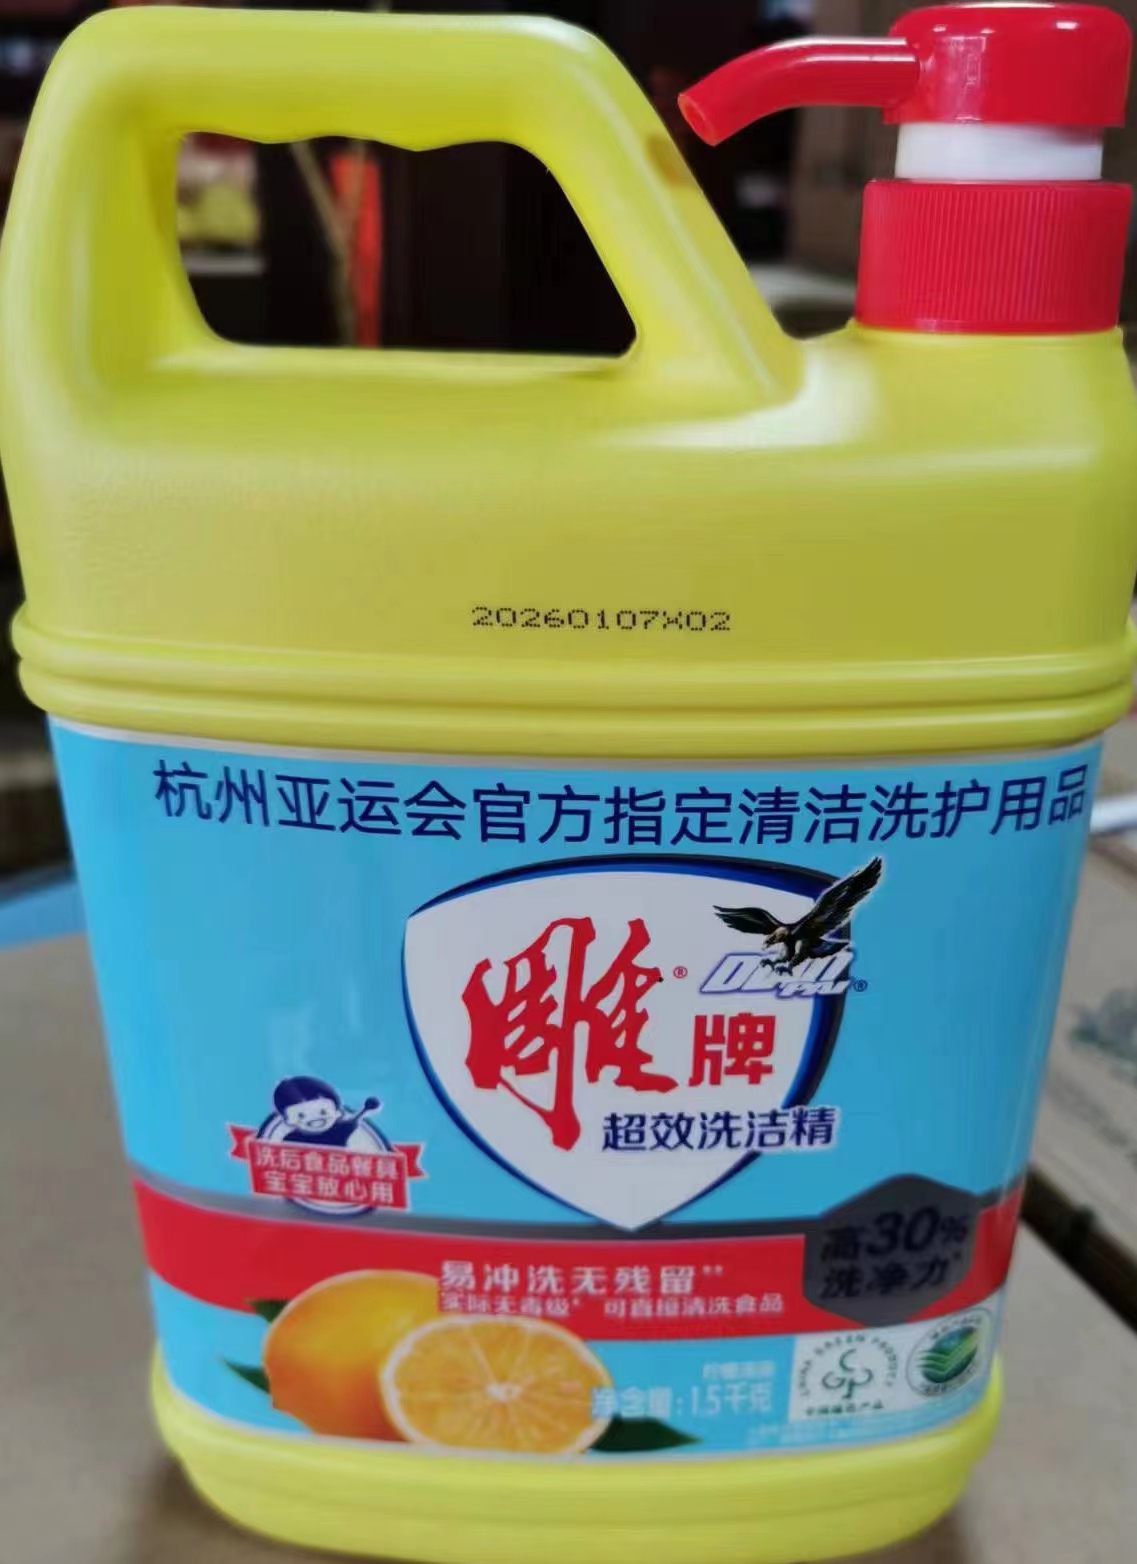 20260107X02
杭州亚运会官方指定清洁洗护用品
雕®
牌
超效洗洁精
洗后食品餐具
宝宝放心用
高30%
洗净力
易冲洗无残留**
实际无毒级* 可直接清洗食品
净含量:1.5千克
CHINA GREEN PRODUCT